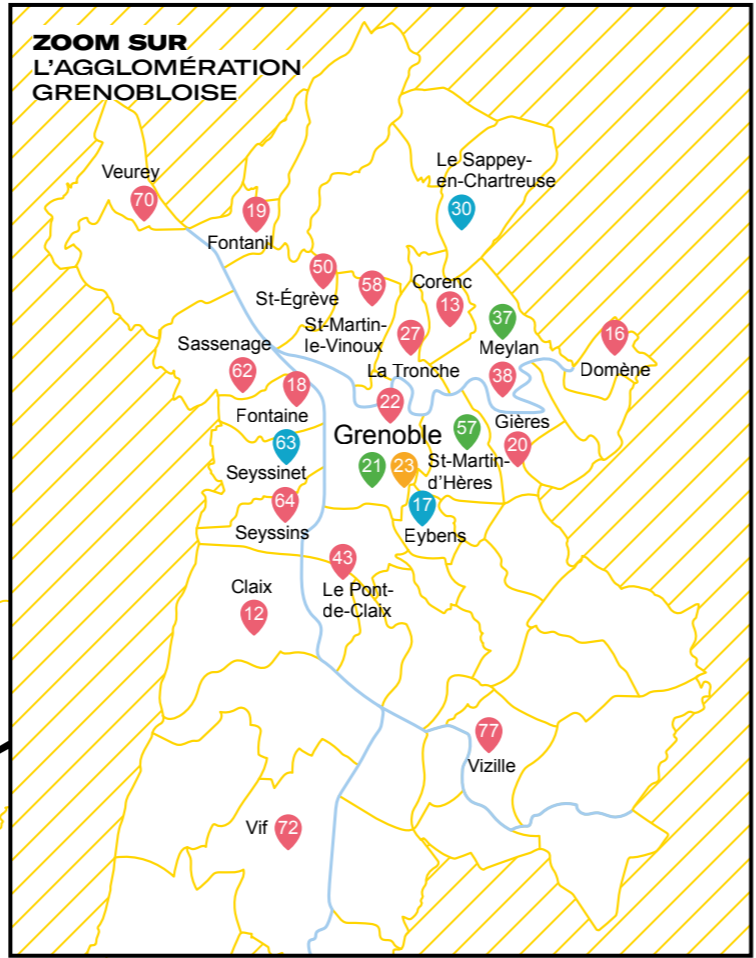 ZOOM SUR
L'AGGLOMÉRATION
GRENOBLOISE
Veurey
70
19
Fontanil
Le Sappey-
en-Chartreuse
30
50
St-Égrève
58
St-Martin-
le-Vinoux
Corenc
13
27
La Tronche
37
Meylan
38
16
Domène
Sassenage
62
18
Fontaine
22
Grenoble
21
23
57
St-Martin-
d'Hères
Gières
20
63
Seyssinet
64
Seyssins
17
Eybens
43
Le Pont-
de-Claix
Claix
12
77
Vizille
Vif
72